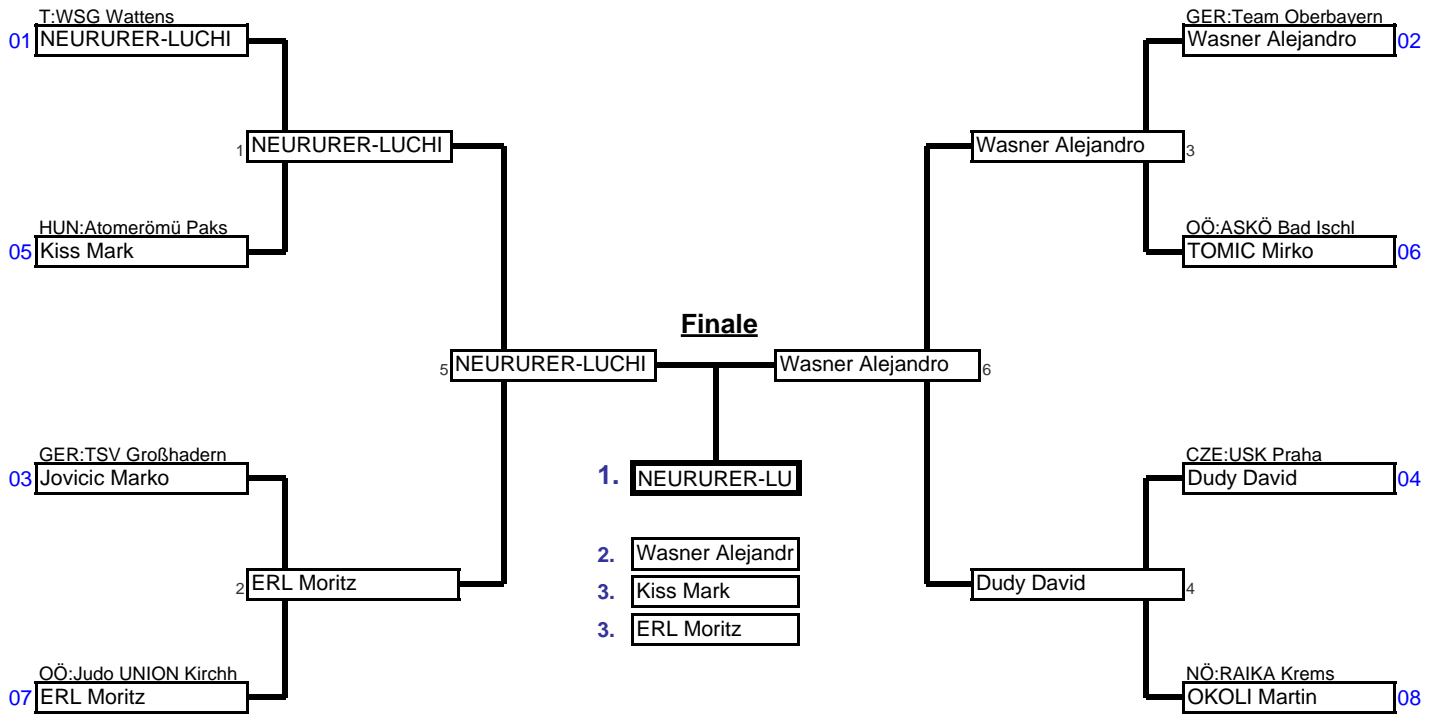 T:WSG Wattens
01 NEURURER-LUCHI
GER:Team Oberbayern
Wasner Alejandro 02
1 NEURURER-LUCHI
Wasner Alejandro 3
HUN:Atomerömü Paks
05 Kiss Mark
OÖ:ASKÖ Bad Ischl
TOMIC Mirko 06
Finale
5 NEURURER-LUCHI
Wasner Alejandro 6
GER:TSV Großhadern
03 Jovicic Marko
1. NEURURER-LU
CZE:USK Praha
Dudy David 04
2. Wasner Alejandr
2 ERL Moritz
3. Kiss Mark
Dudy David 4
3. ERL Moritz
OÖ:Judo UNION Kirchh
07 ERL Moritz
NÖ:RAIKA Krems
OKOLI Martin 08